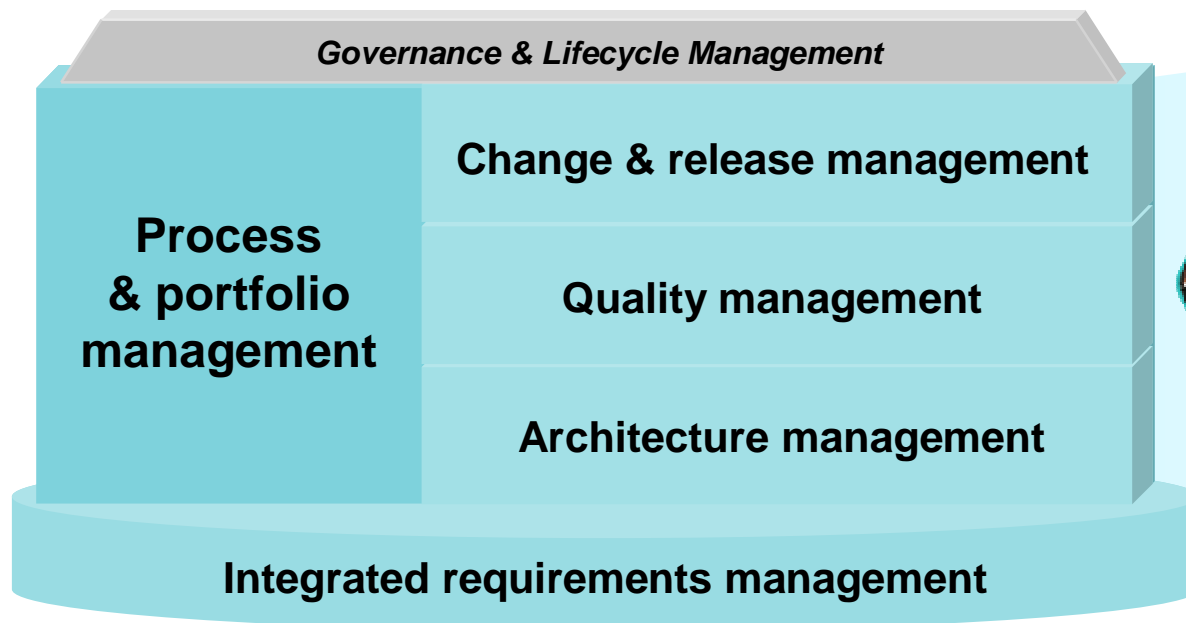 Governance & Lifecycle Management
Process
& portfolio
management
Change & release management
Quality management
Architecture management
Integrated requirements management